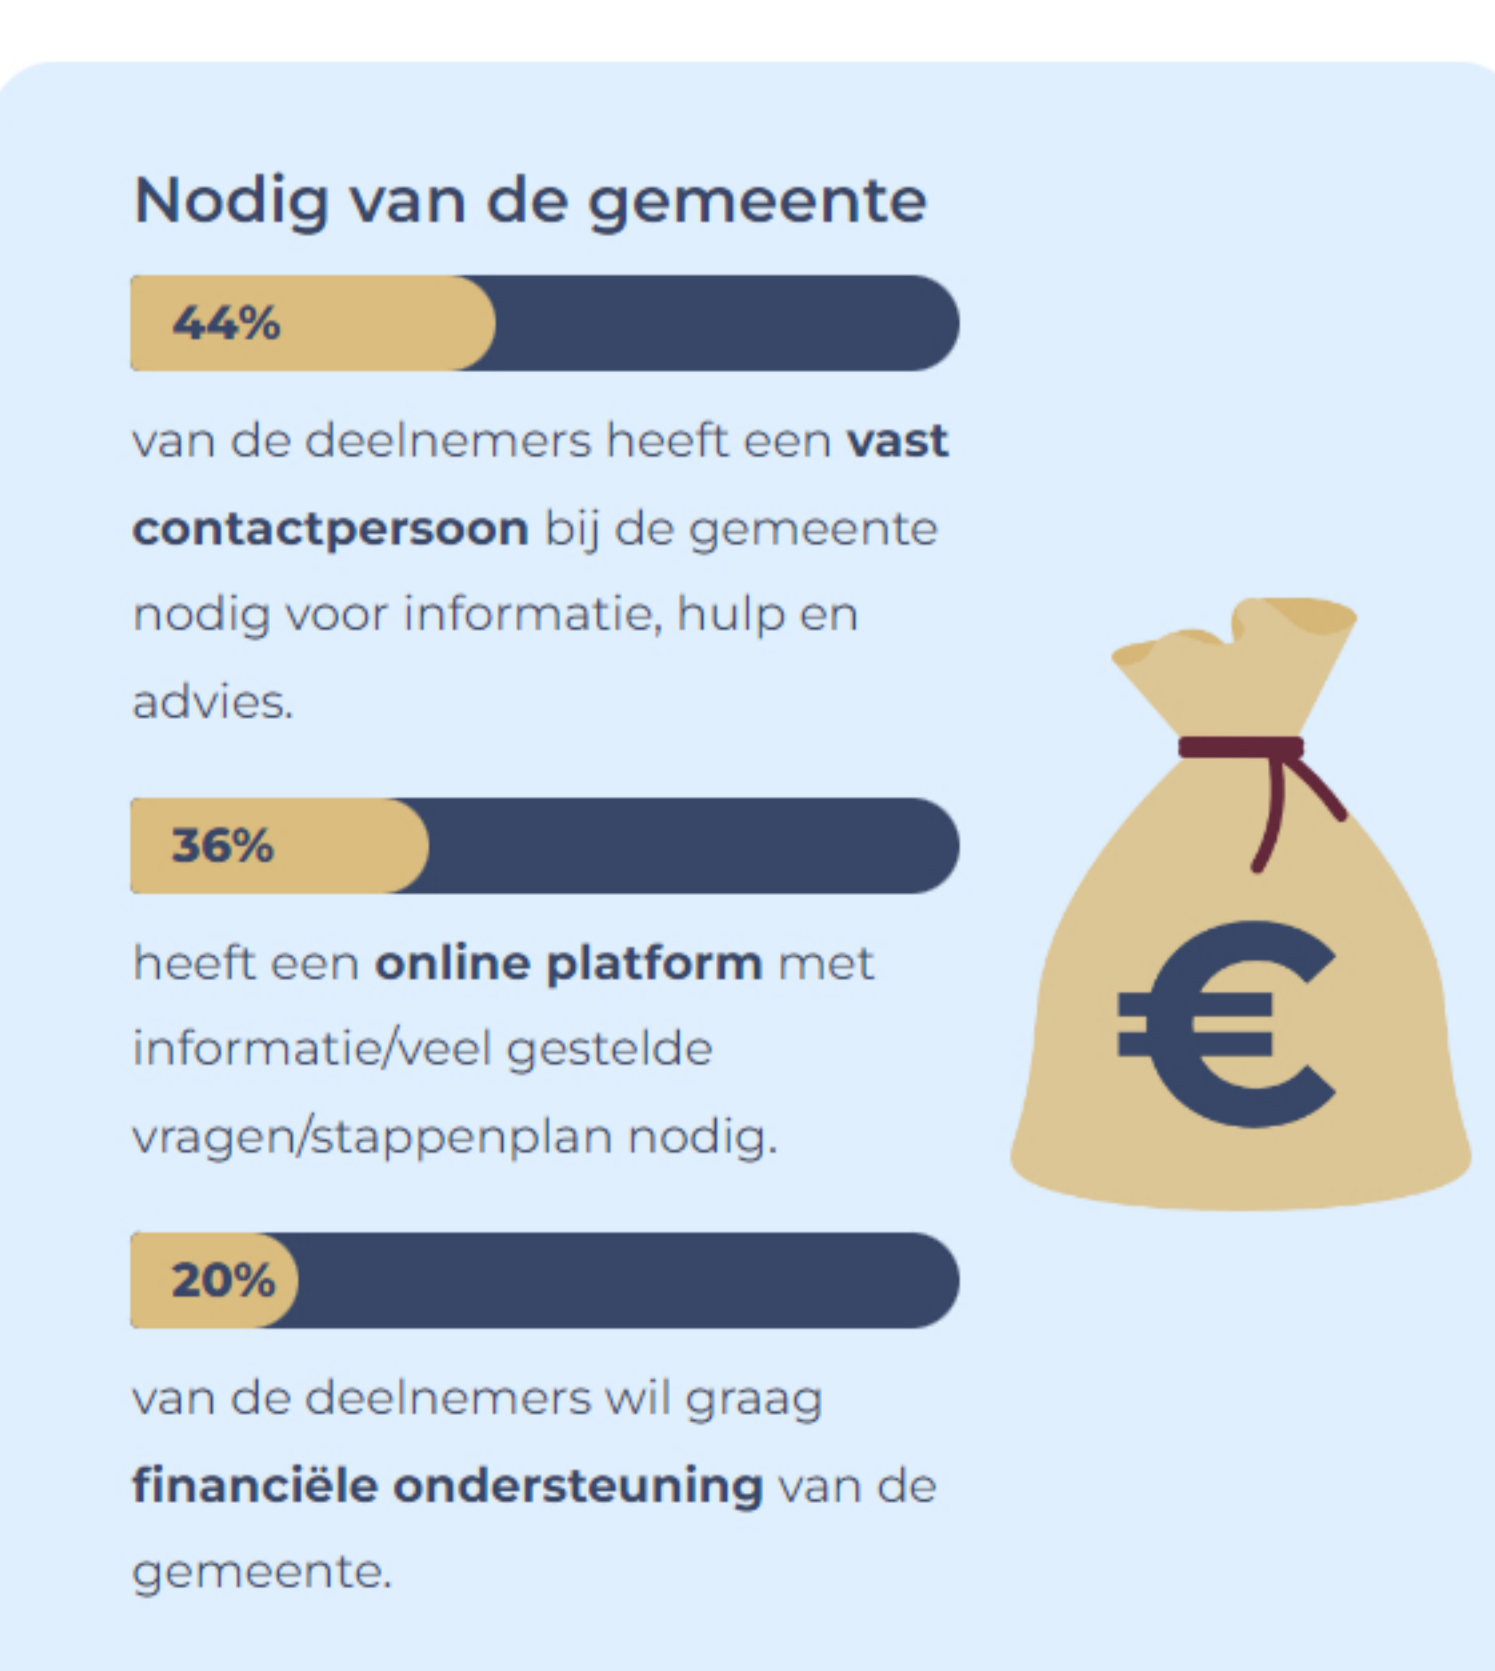 Nodig van de gemeente
44%
van de deelnemers heeft een vast
contactpersoon bij de gemeente
nodig voor informatie, hulp en
advies.
36%
heeft een online platform met
informatie/veel gestelde
vragen/stappenplan nodig.
€
20%
van de deelnemers wil graag
financiële ondersteuning van de
gemeente.